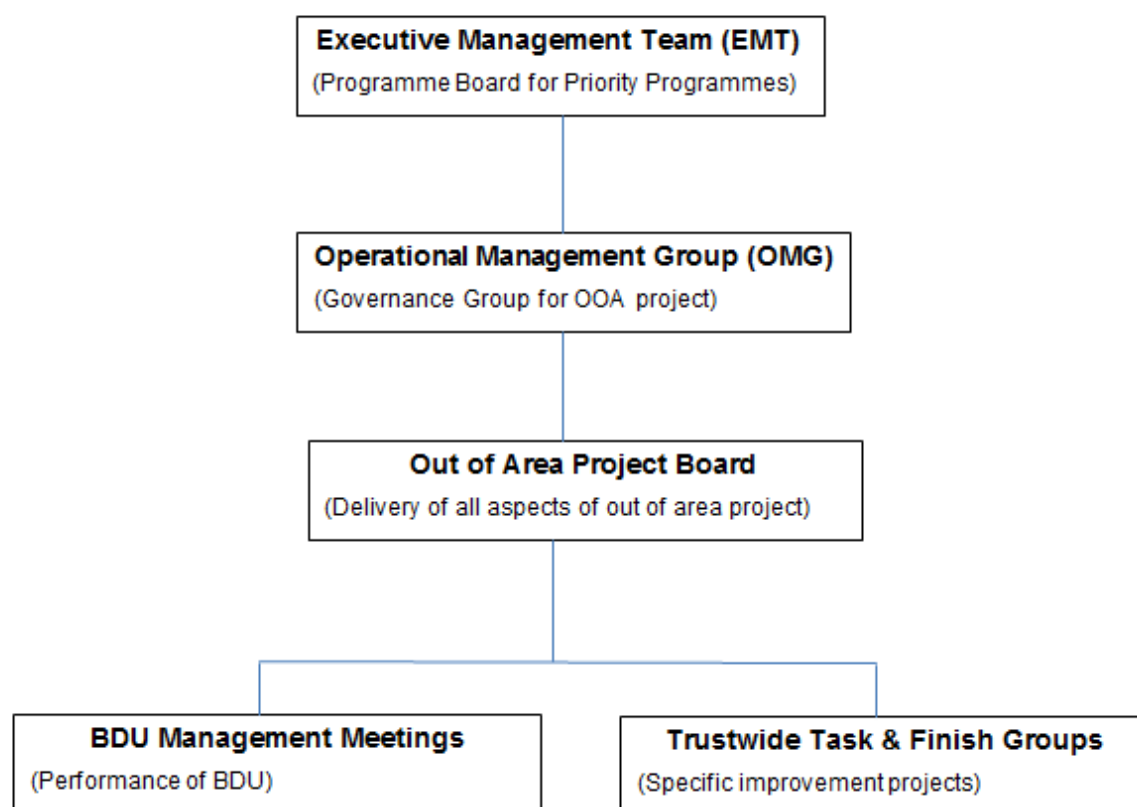 Executive Management Team (EMT)
(Programme Board for Priority Programmes)
Operational Management Group (OMG)
(Governance Group for OOA project)
Out of Area Project Board
(Delivery of all aspects of out of area project)
BDU Management Meetings
(Performance of BDU)
Trustwide Task & Finish Groups
(Specific improvement projects)